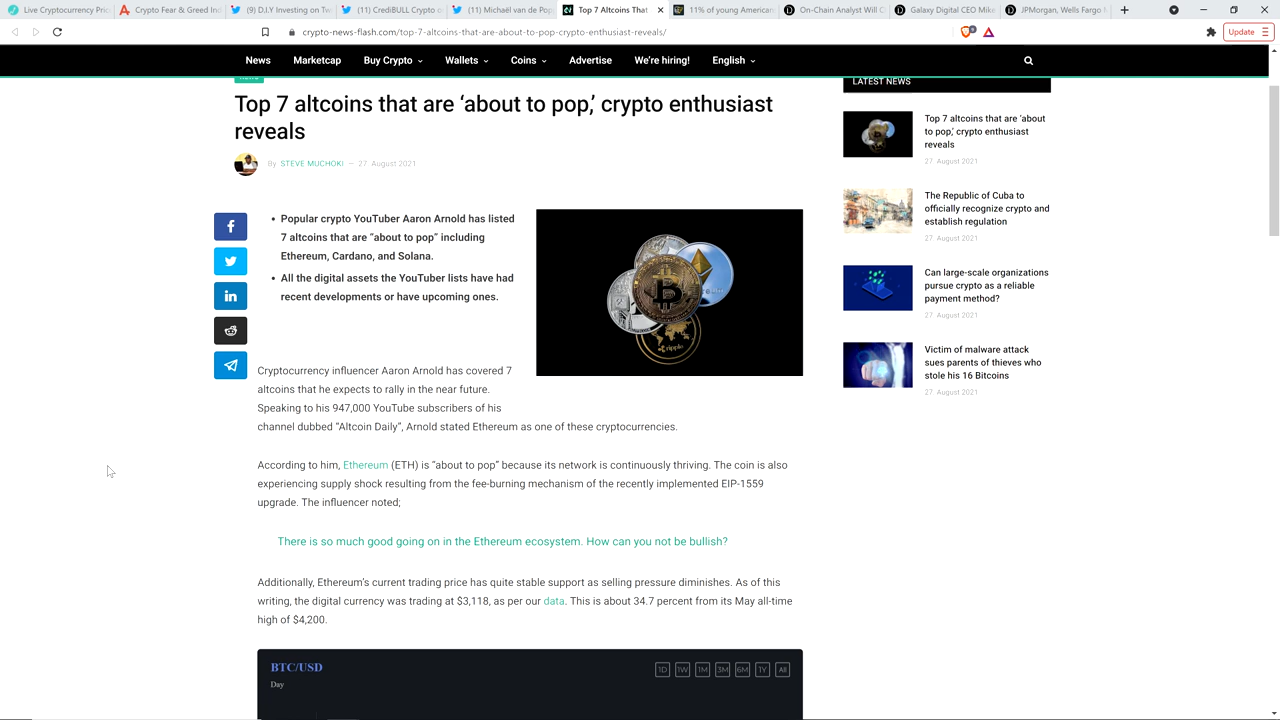 Live Cryptocurrency Pric
Crypto Fear & Greed Ind
(9) D.I.Y Investing on Tw
(11) CrediBULL Crypto o
(11) Michaël van de Pop
Top 7 Altcoins That
11% of young American
On-Chain Analyst Will C
Galaxy Digital CEO Mike
JPMorgan, Wells Fargo
crypto-news-flash.com/top-7-altcoins-that-are-about-to-pop-crypto-enthusiast-reveals/
Update
News
Marketcap
Buy Crypto
Wallets
Coins
Advertise
We're hiring!
English
Top 7 altcoins that are ‘about to pop,’ crypto enthusiast
reveals
By STEVE MUCHOKI — 27. August 2021
• Popular crypto YouTuber Aaron Arnold has listed
7 altcoins that are “about to pop” including
Ethereum, Cardano, and Solana.
• All the digital assets the YouTuber lists have had
recent developments or have upcoming ones.
ripple
Cryptocurrency influencer Aaron Arnold has covered 7
altcoins that he expects to rally in the near future.
Speaking to his 947,000 YouTube subscribers of his
channel dubbed “Altcoin Daily”, Arnold stated Ethereum as one of these cryptocurrencies.
According to him, Ethereum (ETH) is “about to pop” because its network is continuously thriving. The coin is also
experiencing supply shock resulting from the fee-burning mechanism of the recently implemented EIP-1559
upgrade. The influencer noted;
There is so much good going on in the Ethereum ecosystem. How can you not be bullish?
Additionally, Ethereum’s current trading price has quite stable support as selling pressure diminishes. As of this
writing, the digital currency was trading at $3,118, as per our data. This is about 34.7 percent from its May all-time
high of $4,200.
BTC/USD
Day
1D
1W
1M
3M
6M
1Y
All
LATEST NEWS
Top 7 altcoins that are ‘about
to pop,’ crypto enthusiast
reveals
27. August 2021
The Republic of Cuba to
officially recognize crypto and
establish regulation
27. August 2021
Can large-scale organizations
pursue crypto as a reliable
payment method?
27. August 2021
Victim of malware attack
sues parents of thieves who
stole his 16 Bitcoins
27. August 2021